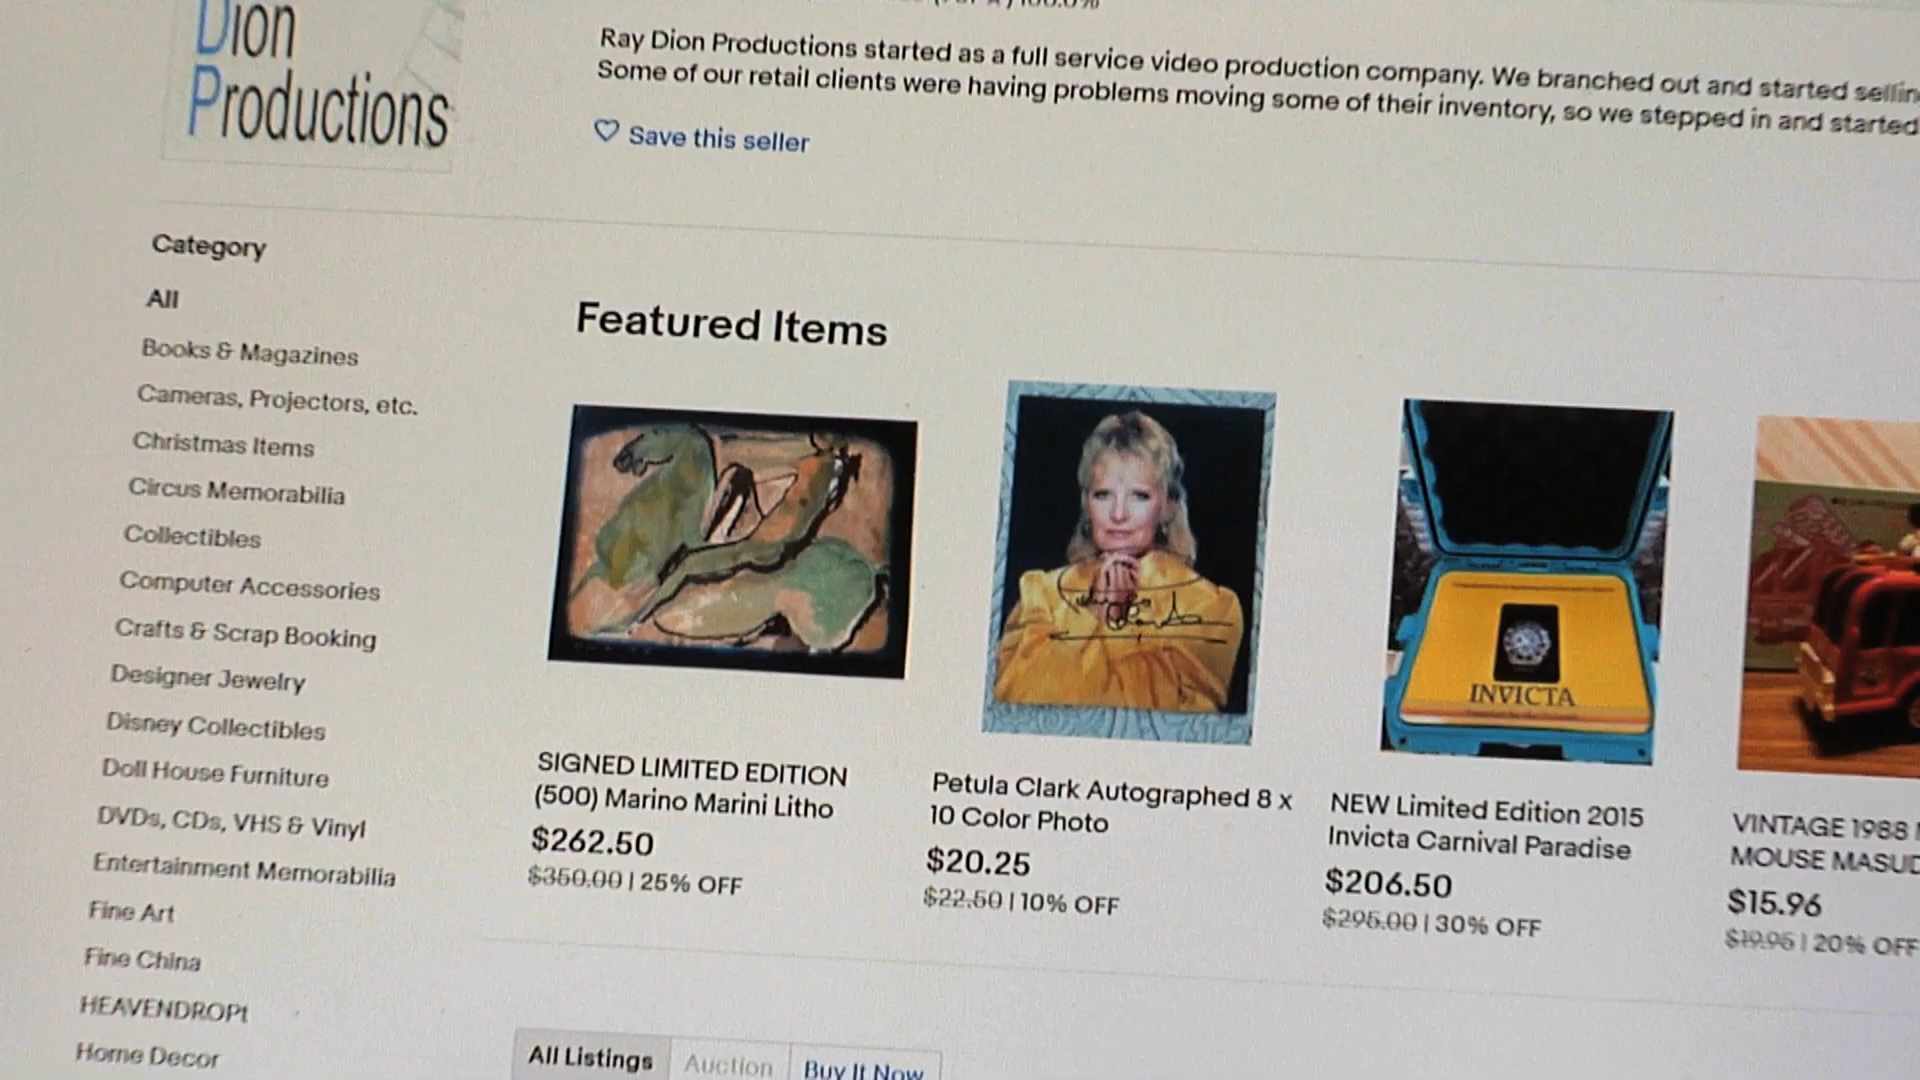 Dion
Productions
100.0%
Ray Dion Productions started as a full service video production company. We branched out and started
Some of our retail clients were having problems moving some of their inventory, so we stepped in and started
Save this seller
Category
All
Books & Magazines
Cameras, Projectors, etc.
Christmas Items
Circus Memorabilia
Collectibles
Computer Accessories
Crafts & Scrap Booking
Designer Jewelry
Disney Collectibles
Doll House Furniture
DVDs, CDs, VHS & Vinyl
Entertainment Memorabilia
Fine Art
Fine China
HEAVENDROPt
Home Decor
Featured Items
INVICTA
SIGNED LIMITED EDITION
(500) Marino Marini Litho
$262.50
$350.00 | 25% OFF
Petula Clark Autographed 8 x
10 Color Photo
$20.25
$22.50 | 10% OFF
NEW Limited Edition 2015
Invicta Carnival Paradise
$206.50
$295.00 | 30% OFF
VINTAGE 1988
MOUSE
$15.96
$19.95 | 20% OFF
All Listings
Auction
Buy It Now